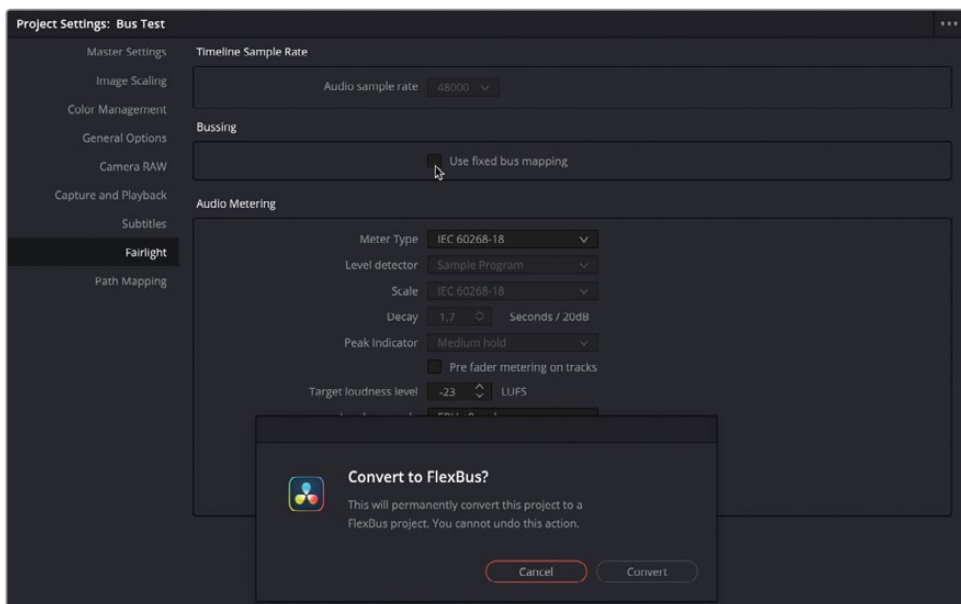 Project Settings: Bus Test
Master Settings
Image Scaling
Color Management
General Options
Camera RAW
Capture and Playback
Subtitles
Fairlight
Path Mapping
Timeline Sample Rate
Audio sample rate 48000
Bussing
Use fixed bus mapping
Audio Metering
Meter Type IEC 60268-18
Level detector Sample Program
Scale IEC 60268-18
Decay 1.7 Seconds / 20dB
Peak Indicator Medium hold
Pre fader metering on tracks
Target loudness level -23 LUFS
Convert to FlexBus?
This will permanently convert this project to a
FlexBus project. You cannot undo this action.
Cancel Convert